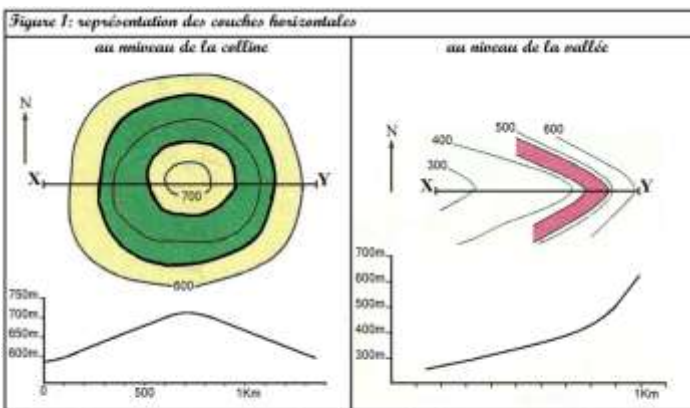 Figure 1: représentation des couches horizontales
au nniveau de la colline
N
X
Y
700
600
750m.
700m.
650m.
600m.
0
500
1Km
au niveau de la vallée
N
300
400
500
600
X
Y
700m
600m
500m
400m
300m
1Km